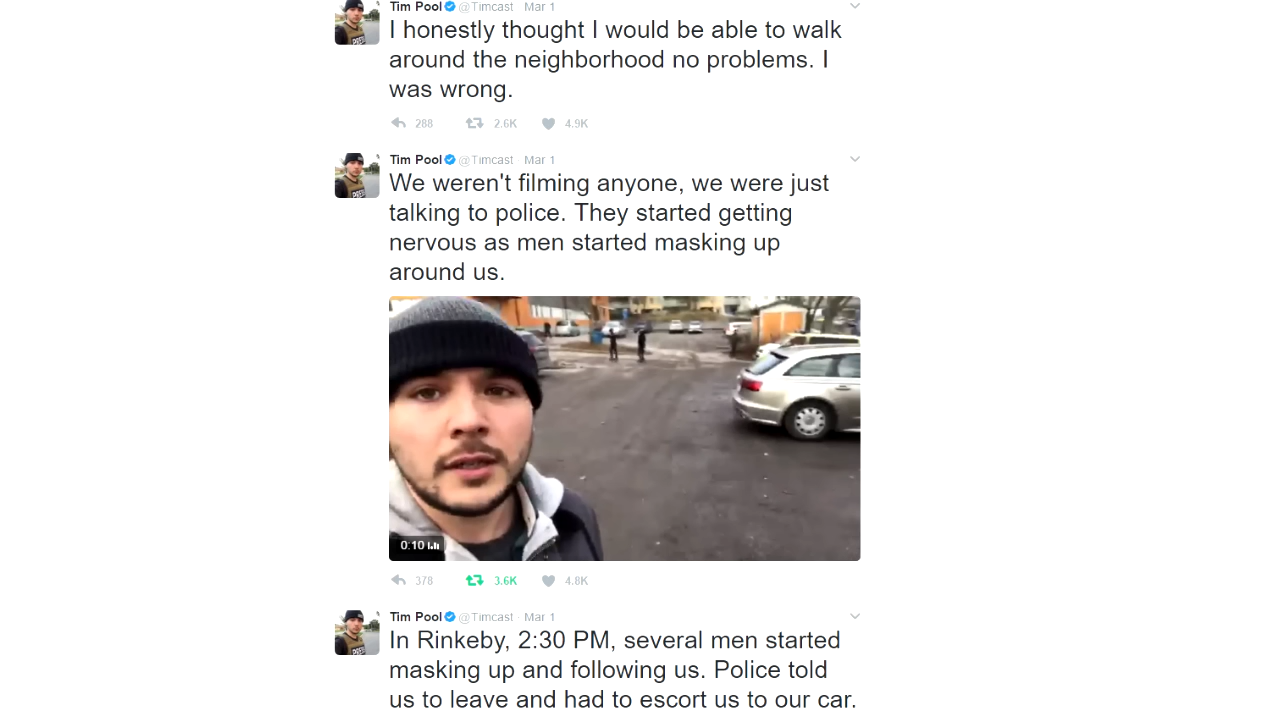 Tim Pool @Timcast · Mar 1
I honestly thought I would be able to walk
around the neighborhood no problems. I
was wrong.
288 2.6K 4.9K
Tim Pool @Timcast · Mar 1
We weren't filming anyone, we were just
talking to police. They started getting
nervous as men started masking up
around us.
PRESS
0:10
378 3.6K 4.8K
Tim Pool @Timcast · Mar 1
In Rinkeby, 2:30 PM, several men started
masking up and following us. Police told
us to leave and had to escort us to our car.